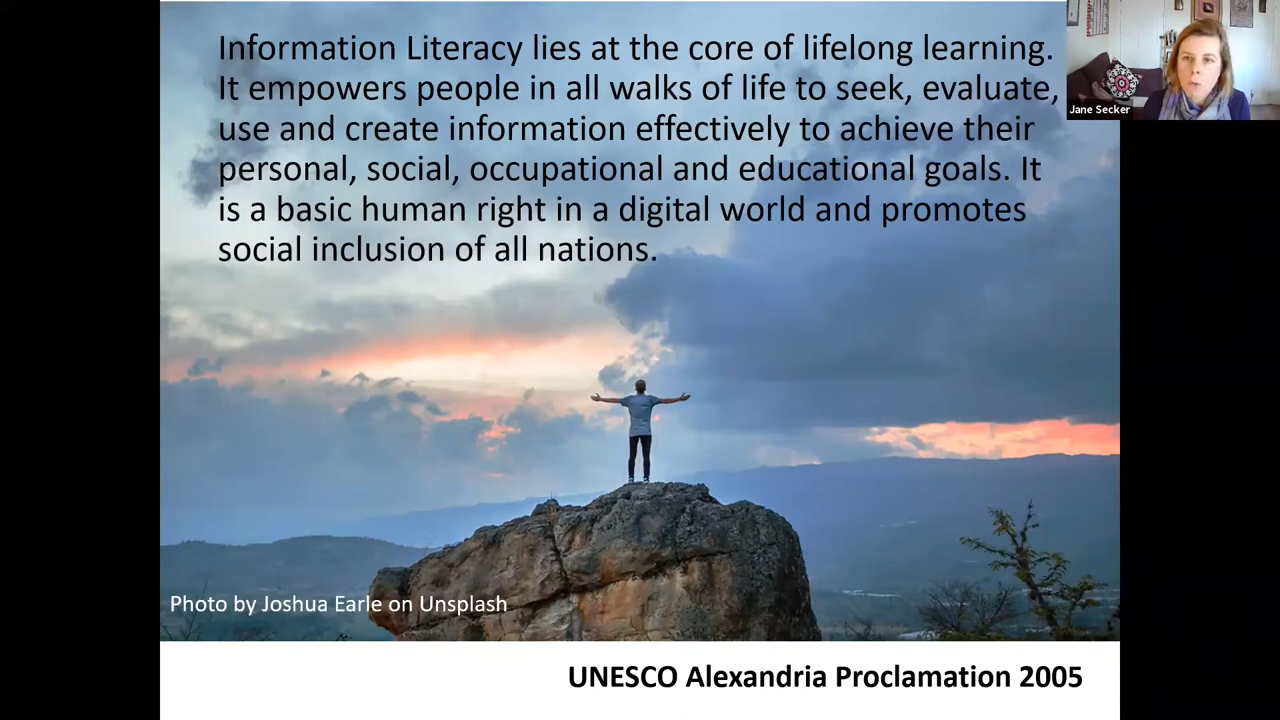 Information Literacy lies at the core of lifelong learning.
It empowers people in all walks of life to seek, evaluate,
use and create information effectively to achieve their
personal, social, occupational and educational goals. It
is a basic human right in a digital world and promotes
social inclusion of all nations.
Jane Secker
Photo by Joshua Earle on Unsplash
UNESCO Alexandria Proclamation 2005